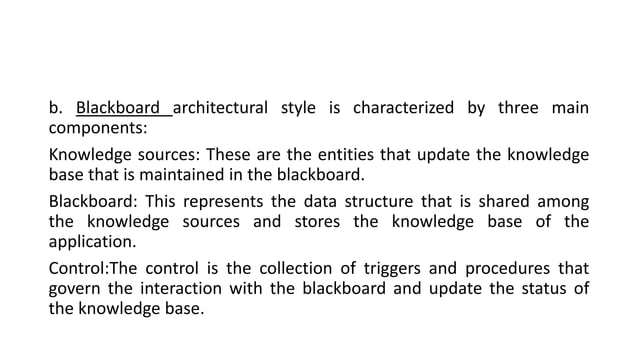 b. Blackboard architectural style is characterized by three main
components:
Knowledge sources: These are the entities that update the knowledge
base that is maintained in the blackboard.
Blackboard: This represents the data structure that is shared among
the knowledge sources and stores the knowledge base of the
application.
Control:The control is the collection of triggers and procedures that
govern the interaction with the blackboard and update the status of
the knowledge base.